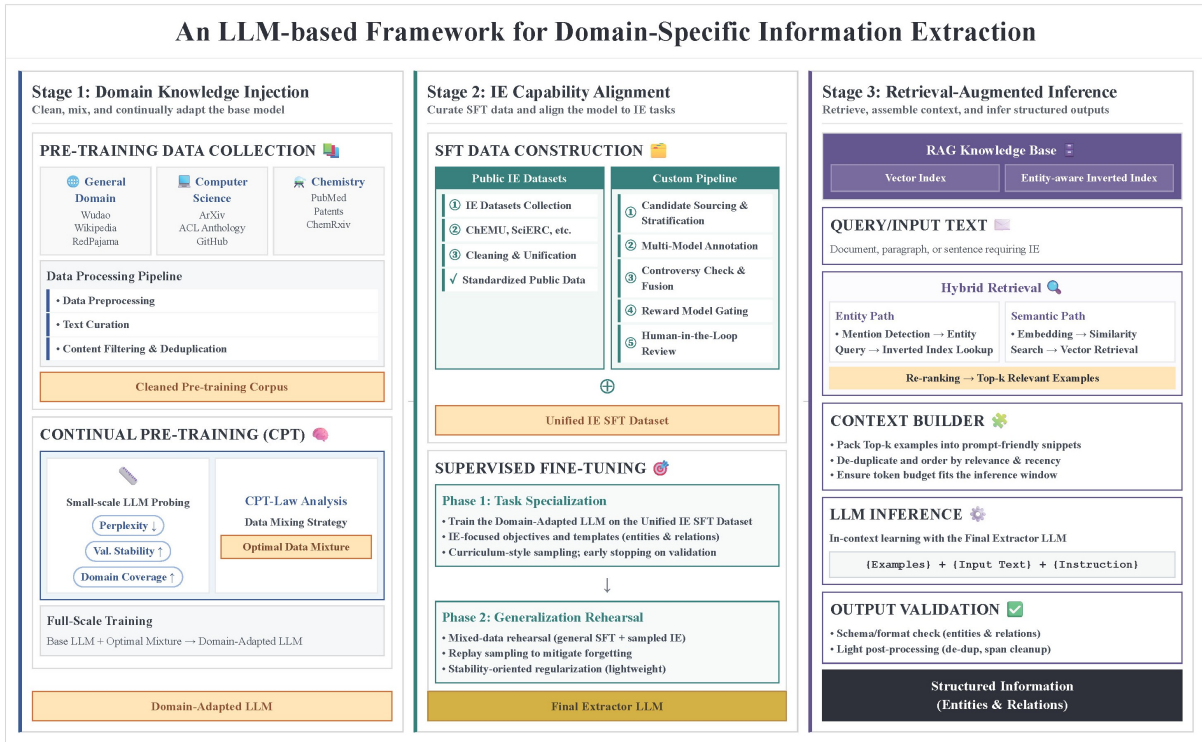 An LLM-based Framework for Domain-Specific Information Extraction
Stage 1: Domain Knowledge Injection
Clean, mix, and continually adapt the base model
PRE-TRAINING DATA COLLECTION
General
Domain
Wudao
Wikipedia
RedPajama
Computer
Science
ArXiv
ACL Anthology
GitHub
Chemistry
PubMed
Patents
ChemRxiv
Data Processing Pipeline
• Data Preprocessing
• Text Curation
• Content Filtering & Deduplication
Cleaned Pre-training Corpus
CONTINUAL PRE-TRAINING (CPT)
Small-scale LLM Probing
Perplexity ↓
Val. Stability ↑
Domain Coverage ↑
CPT-Law Analysis
Data Mixing Strategy
Optimal Data Mixture
Full-Scale Training
Base LLM + Optimal Mixture → Domain-Adapted LLM
Domain-Adapted LLM
Stage 2: IE Capability Alignment
Curate SFT data and align the model to IE tasks
SFT DATA CONSTRUCTION
Public IE Datasets
① IE Datasets Collection
② ChEMU, SciERC, etc.
③ Cleaning & Unification
√ Standardized Public Data
Custom Pipeline
① Candidate Sourcing &
Stratification
② Multi-Model Annotation
③ Controversy Check &
Fusion
④ Reward Model Gating
⑤ Human-in-the-Loop
Review
⊕
Unified IE SFT Dataset
SUPERVISED FINE-TUNING
Phase 1: Task Specialization
• Train the Domain-Adapted LLM on the Unified IE SFT Dataset
• IE-focused objectives and templates (entities & relations)
• Curriculum-style sampling; early stopping on validation
↓
Phase 2: Generalization Rehearsal
• Mixed-data rehearsal (general SFT + sampled IE)
• Replay sampling to mitigate forgetting
• Stability-oriented regularization (lightweight)
Final Extractor LLM
Stage 3: Retrieval-Augmented Inference
Retrieve, assemble context, and infer structured outputs
RAG Knowledge Base
Vector Index
Entity-aware Inverted Index
QUERY/INPUT TEXT
Document, paragraph, or sentence requiring IE
Hybrid Retrieval
Entity Path
• Mention Detection → Entity
Query → Inverted Index Lookup
Semantic Path
• Embedding → Similarity
Search → Vector Retrieval
Re-ranking → Top-k Relevant Examples
CONTEXT BUILDER
• Pack Top-k examples into prompt-friendly snippets
• De-duplicate and order by relevance & recency
• Ensure token budget fits the inference window
LLM INFERENCE
In-context learning with the Final Extractor LLM
{Examples} + {Input Text} + {Instruction}
OUTPUT VALIDATION
• Schema/format check (entities & relations)
• Light post-processing (de-dup, span cleanup)
Structured Information
(Entities & Relations)